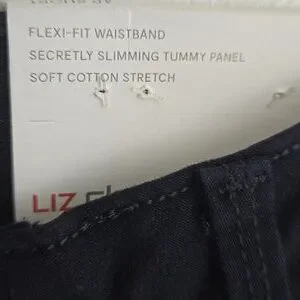 FLEXI-FIT WAISTBAND
SECRETLY SLIMMING TUMMY PANEL
SOFT COTTON STRETCH
LIZ